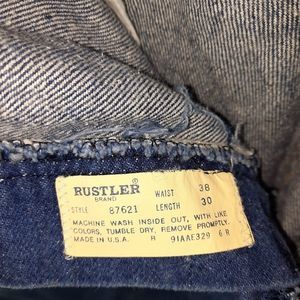 RUSTLER WAIST 38
BRAND
STYLE 87621 LENGTH 30
MACHINE WASH INSIDE OUT, WITH LIKE
COLORS, TUMBLE DRY, REMOVE PROMPTLY.
MADE IN U.S.A. R 91AAE329 6 R